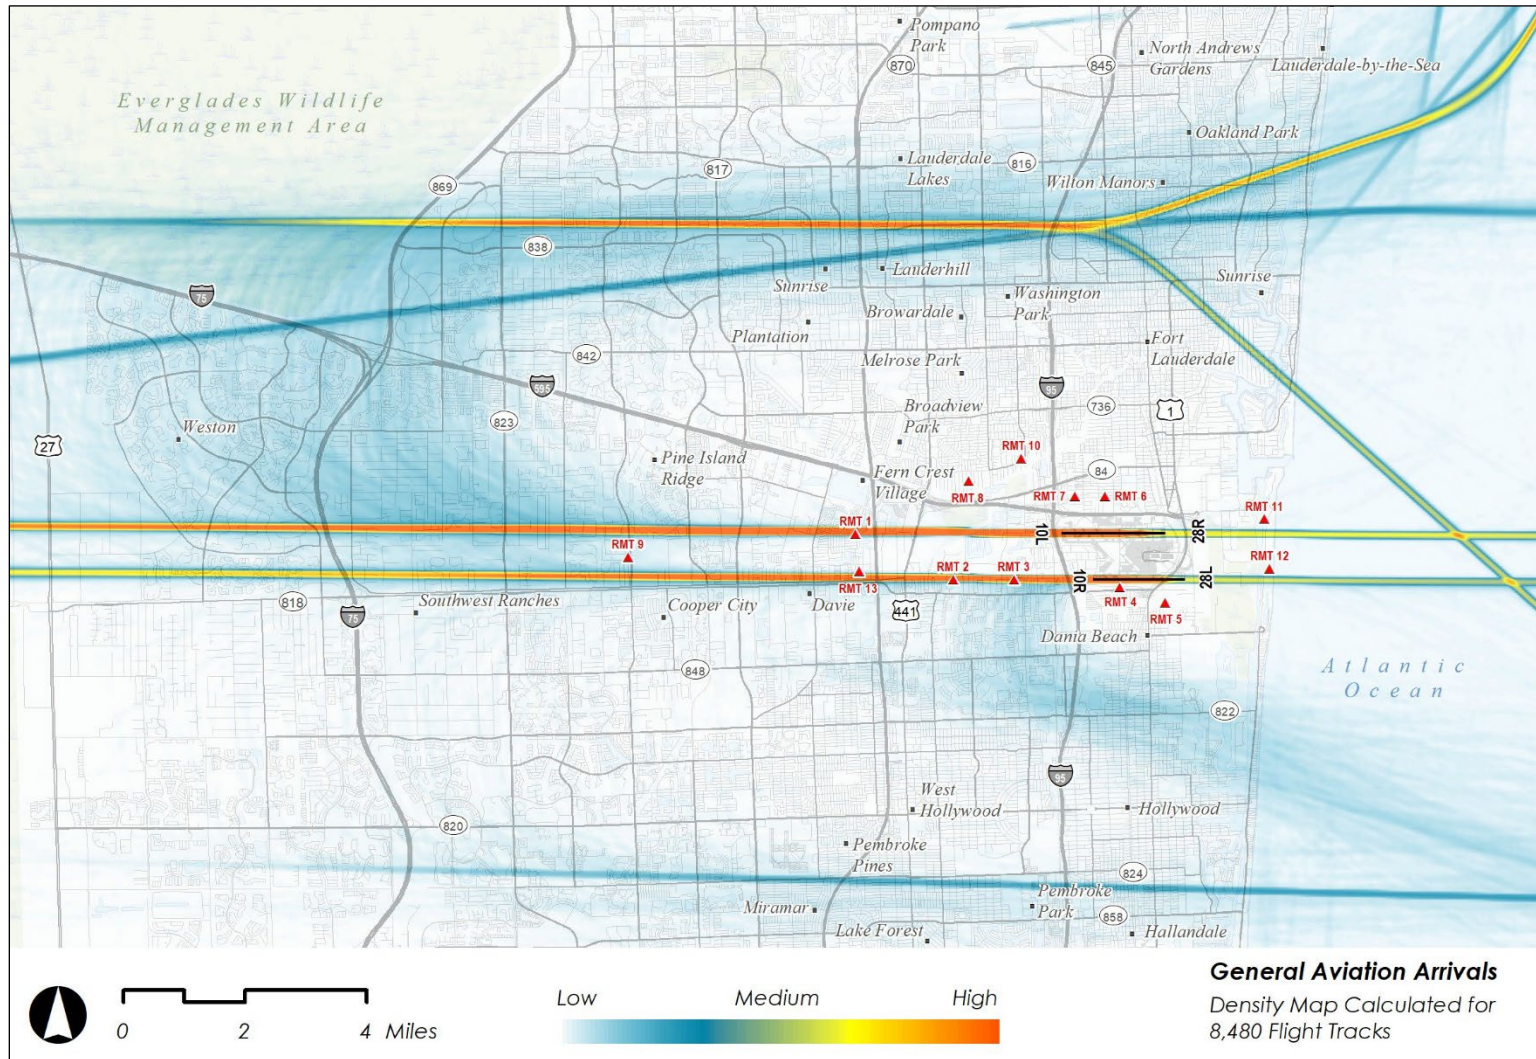 Pompano
Park
870
845
North Andrews
Gardens
Lauderdale-by-the-Sea
Everglades Wildlife
Management Area
Oakland Park
Lauderdale
Lakes
816
817
869
Wilton Manors
838
Lauderhill
Sunrise
Sunrise
75
Washington
Park
Browardale
Plantation
Fort
Lauderdale
842
Melrose Park
595
95
736
1
823
Broadview
Park
27
Weston
Pine Island
Ridge
RMT 10
84
Fern Crest
Village
RMT 8
RMT 7
RMT 6
RMT 11
RMT 1
10L
28R
RMT 9
RMT 12
RMT 2
RMT 3
10R
28L
RMT 13
RMT 4
818
Southwest Ranches
Cooper City
Davie
441
RMT 5
75
Dania Beach
848
Atlantic
Ocean
822
95
West
Hollywood
Hollywood
820
Pembroke
Pines
824
Pembroke
Park
Miramar
858
Lake Forest
Hallandale
0 2 4 Miles
Low Medium High
General Aviation Arrivals
Density Map Calculated for
8,480 Flight Tracks